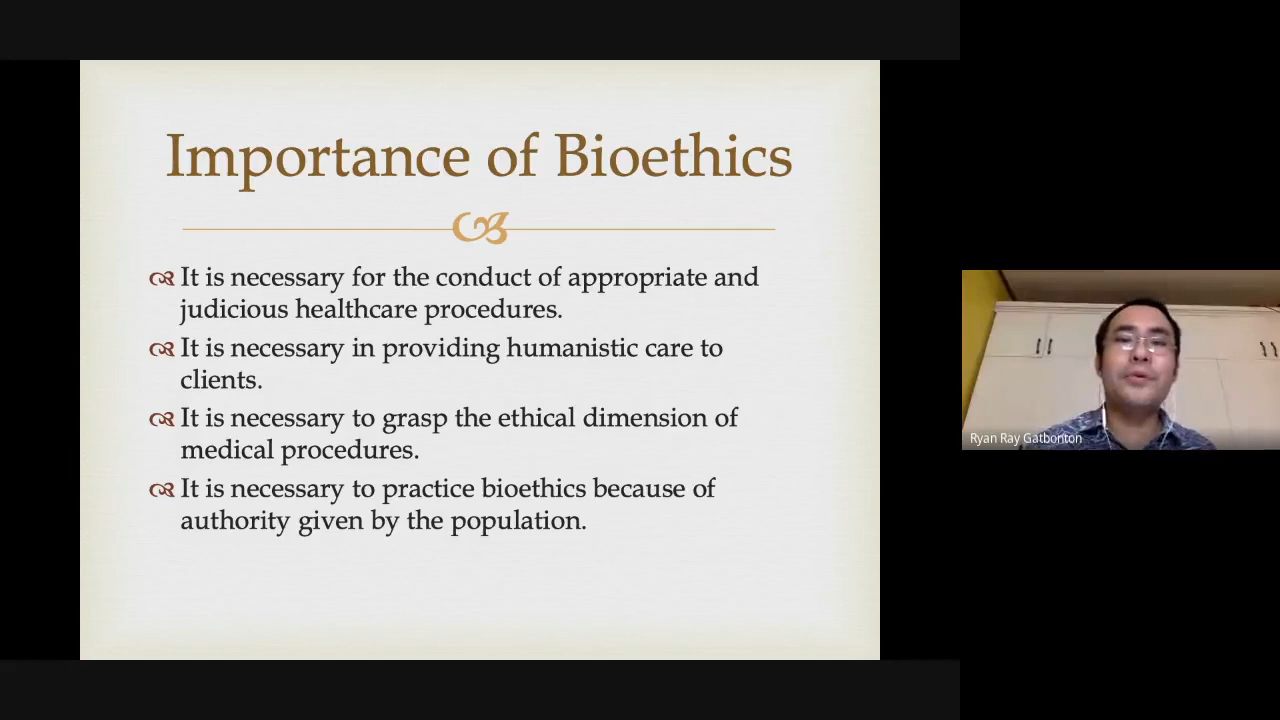 Importance of Bioethics
It is necessary for the conduct of appropriate and
judicious healthcare procedures.
It is necessary in providing humanistic care to
clients.
It is necessary to grasp the ethical dimension of
medical procedures.
It is necessary to practice bioethics because of
authority given by the population.
Ryan Ray Gatbonton